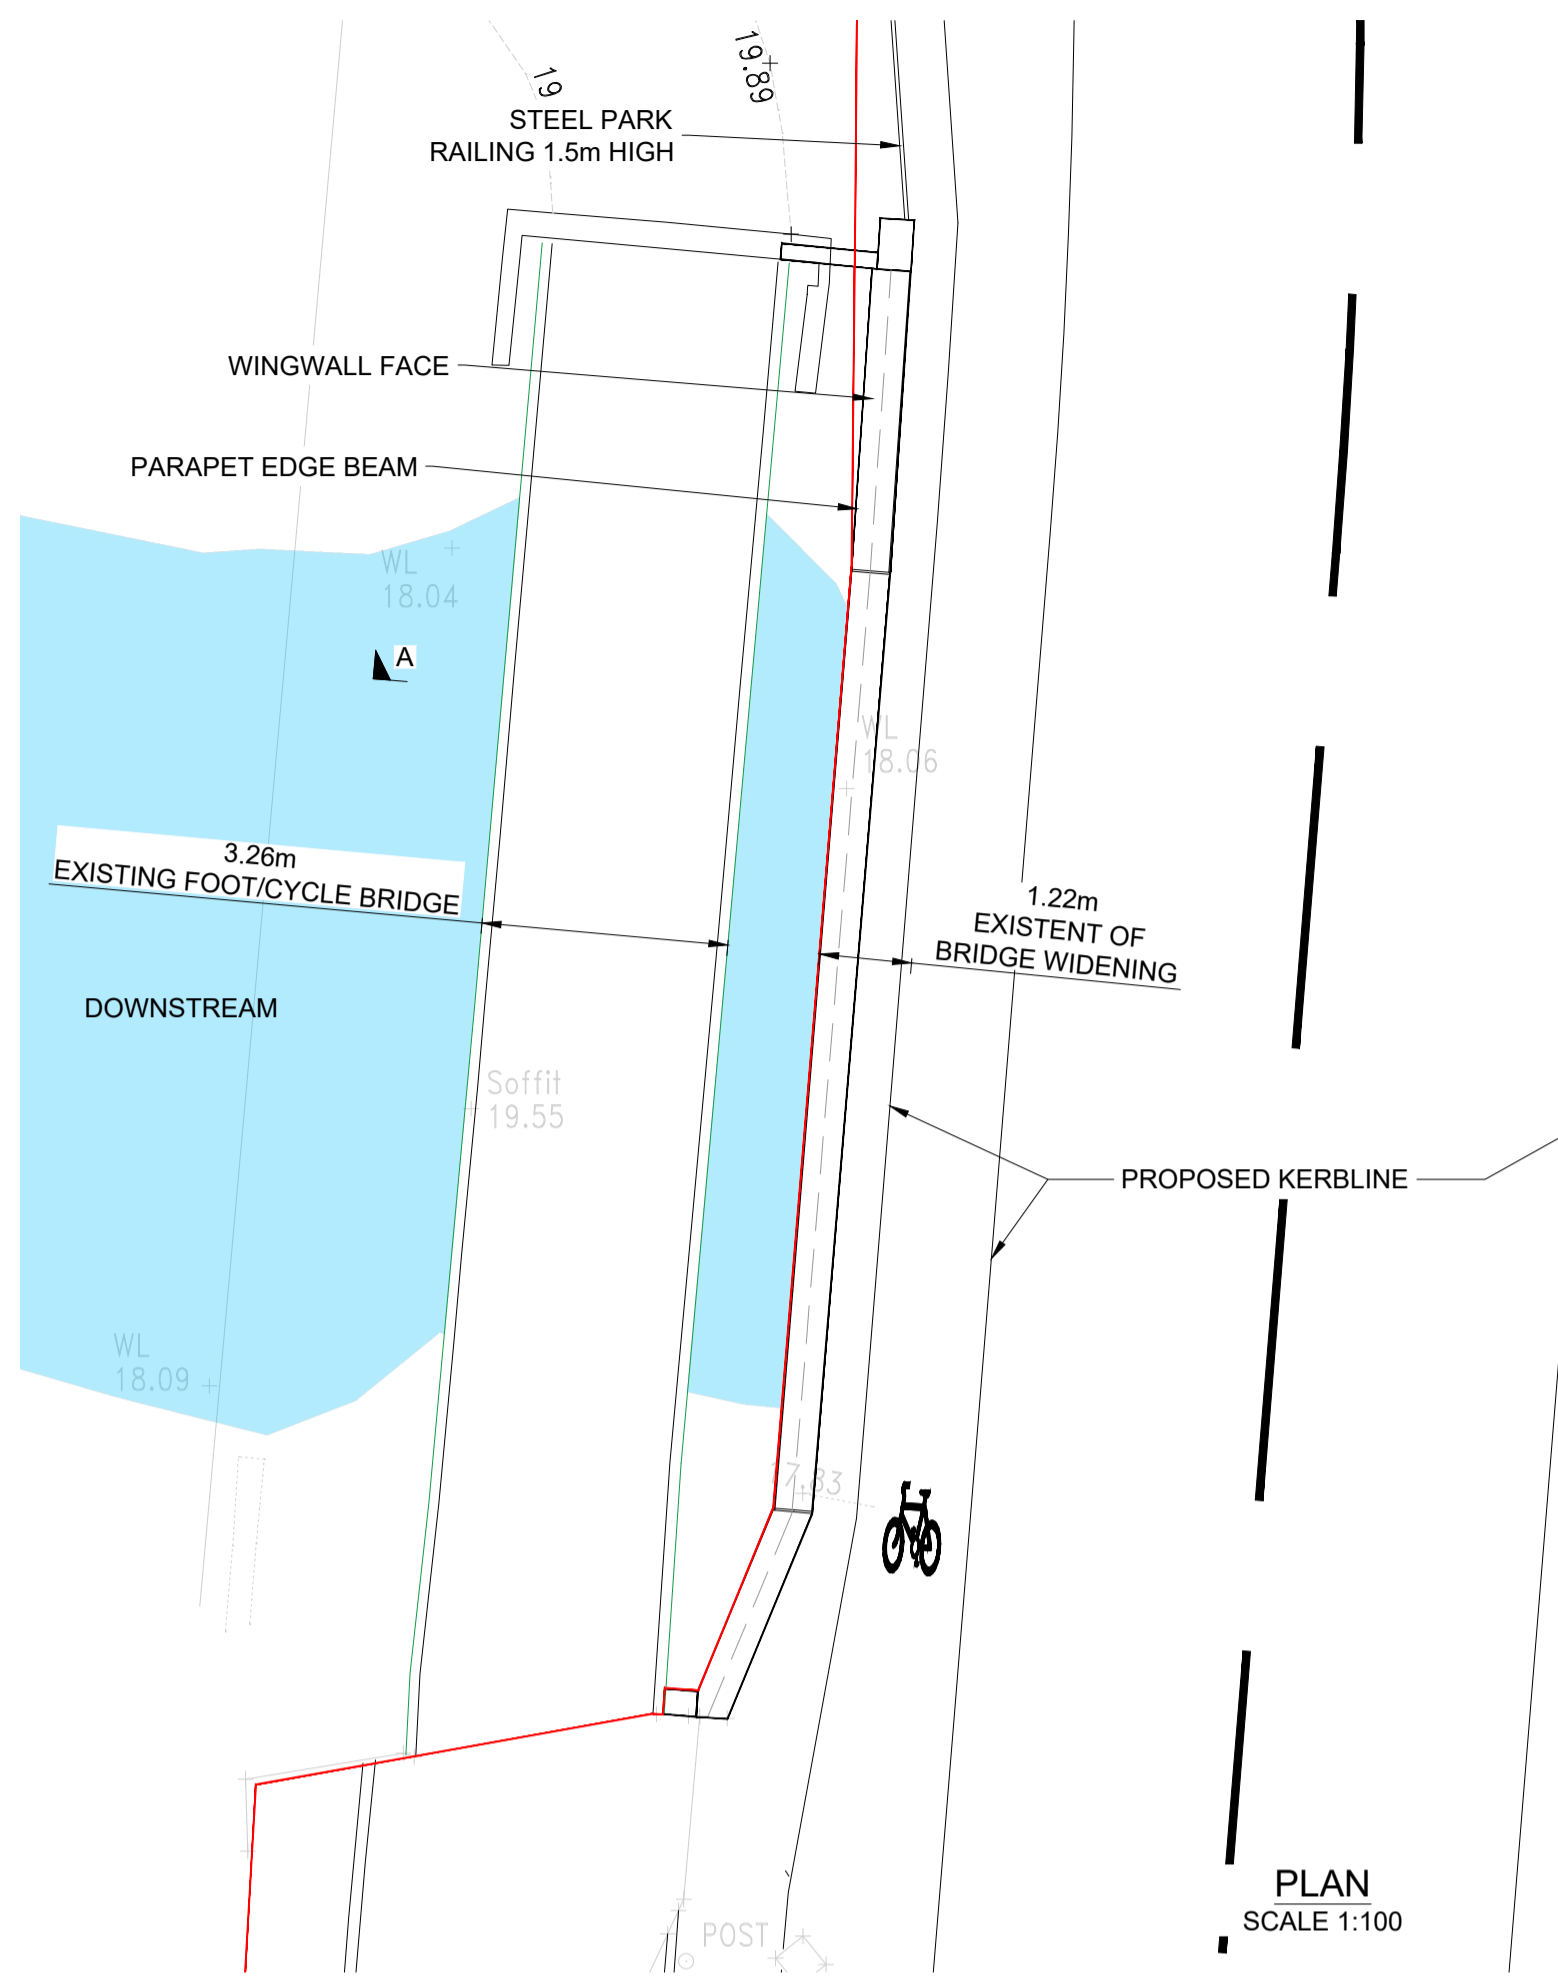 19
19.89
STEEL PARK
RAILING 1.5m HIGH
WINGWALL FACE
PARAPET EDGE BEAM
WL
18.04
A
WL
18.06
3.26m
EXISTING FOOT/CYCLE BRIDGE
1.22m
EXISTENT OF
BRIDGE WIDENING
DOWNSTREAM
Soffit
19.55
PROPOSED KERBLINE
WL
18.09
17.83
PLAN
SCALE 1:100
POST